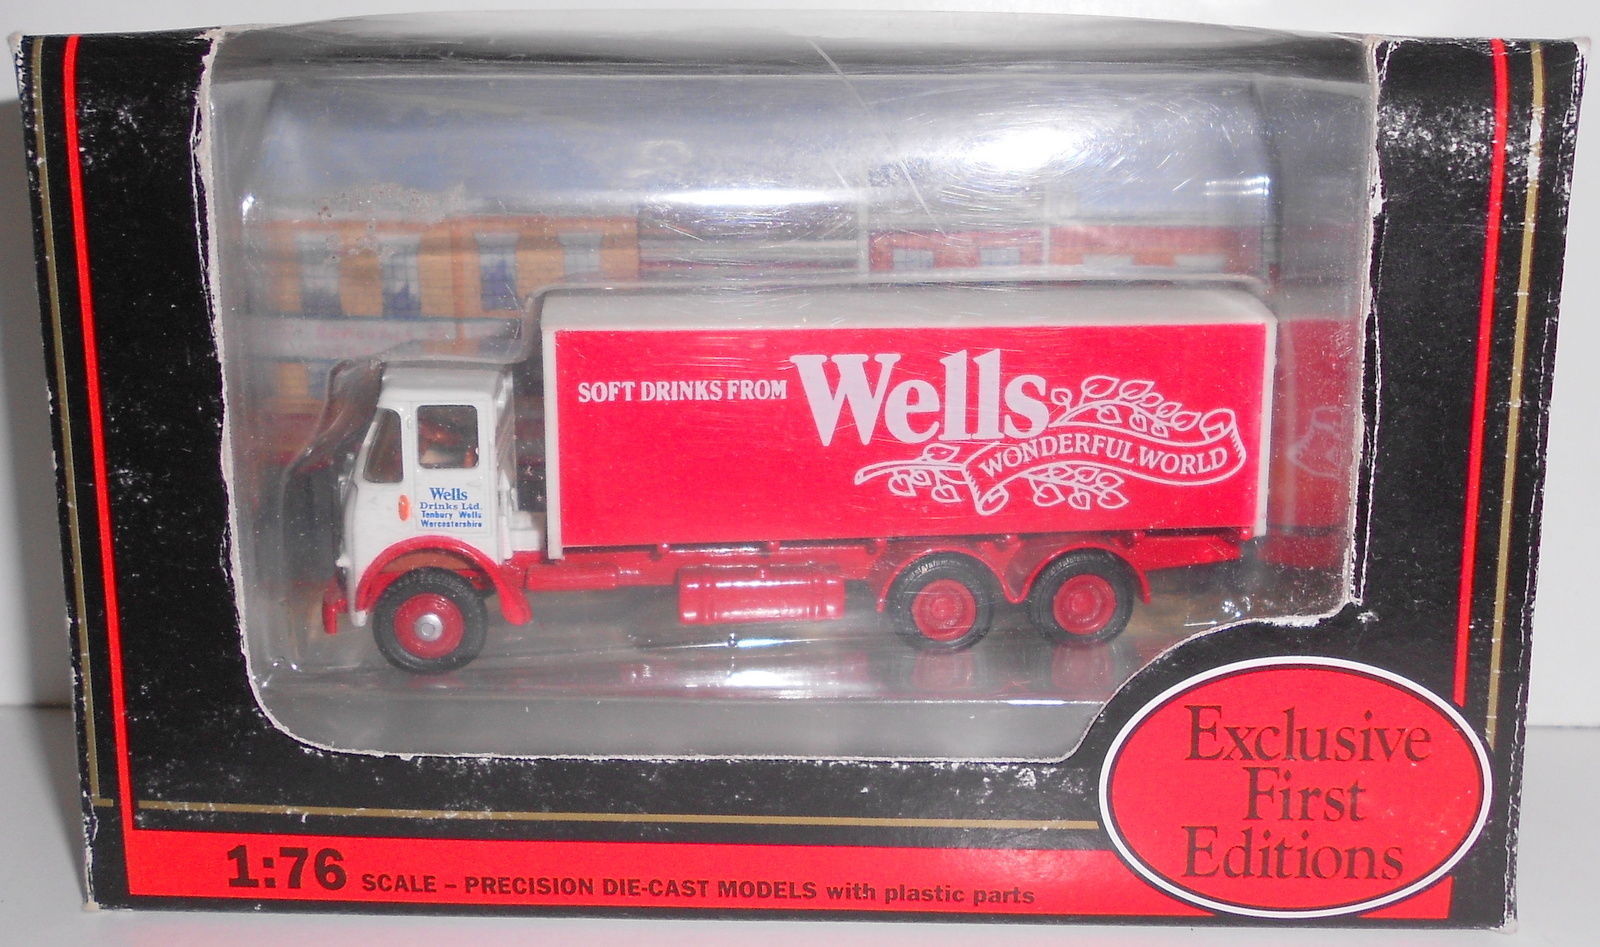 SOFT DRINKS FROM Wells
WONDERFUL WORLD
Wells
Drinks Ltd.
Tenbury Wells
Worcestershire
Exclusive
First
Editions
1:76 SCALE – PRECISION DIE-CAST MODELS with plastic parts